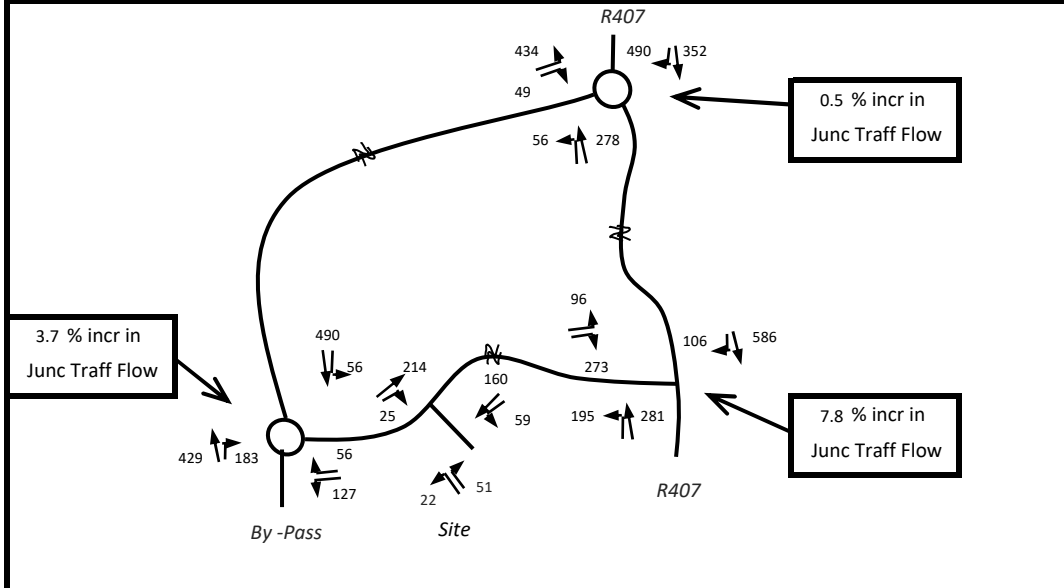 R407
434
490
352
49
56
278
0.5 % incr in
Junc Traff Flow
3.7 % incr in
Junc Traff Flow
490
56
214
25
96
160
59
273
106
586
195
281
7.8 % incr in
Junc Traff Flow
429
183
56
127
22
51
R407
By -Pass
Site